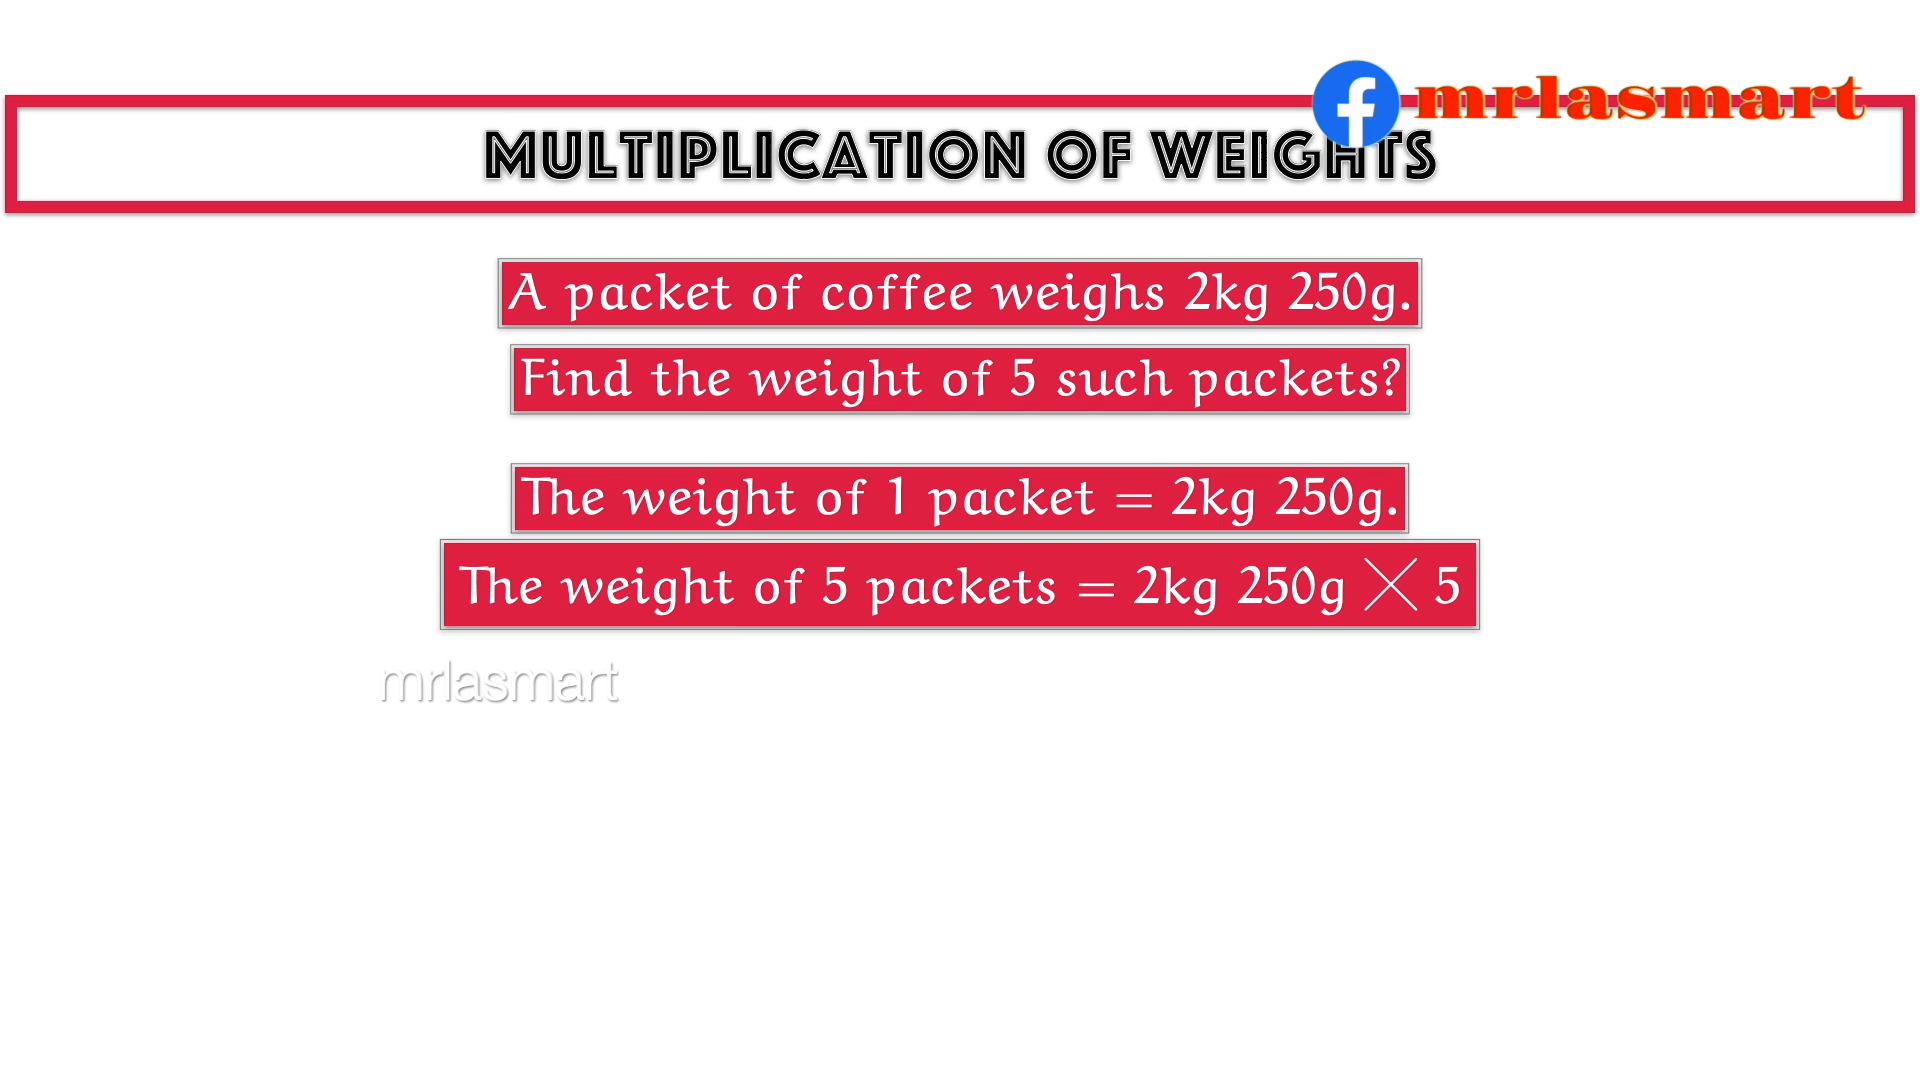 mrlasmart
MULTIPLICATION OF WEIGHTS
A packet of coffee weighs 2kg 250g.
Find the weight of 5 such packets?
The weight of 1 packet = 2kg 250g.
The weight of 5 packets = 2kg 250g × 5
mrlasmart